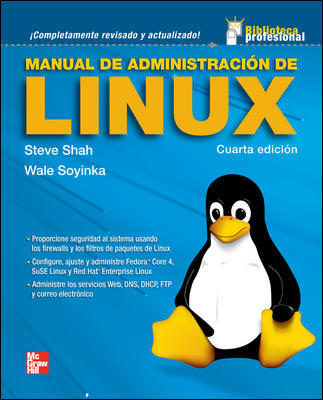 ¡Completamente revisado y actualizado!
Biblioteca
profesional
MANUAL DE ADMINISTRACIÓN DE
LINUX
Steve Shah
Cuarta edición
Wale Soyinka
• Proporcione seguridad al sistema usando
los firewalls y los filtros de paquetes de Linux
• Configure, ajuste y administre Fedora™ Core 4,
SuSE Linux y Red Hat® Enterprise Linux
• Administre los servicios Web, DNS, DHCP, FTP
y correo electrónico
Mc
Graw
Hill